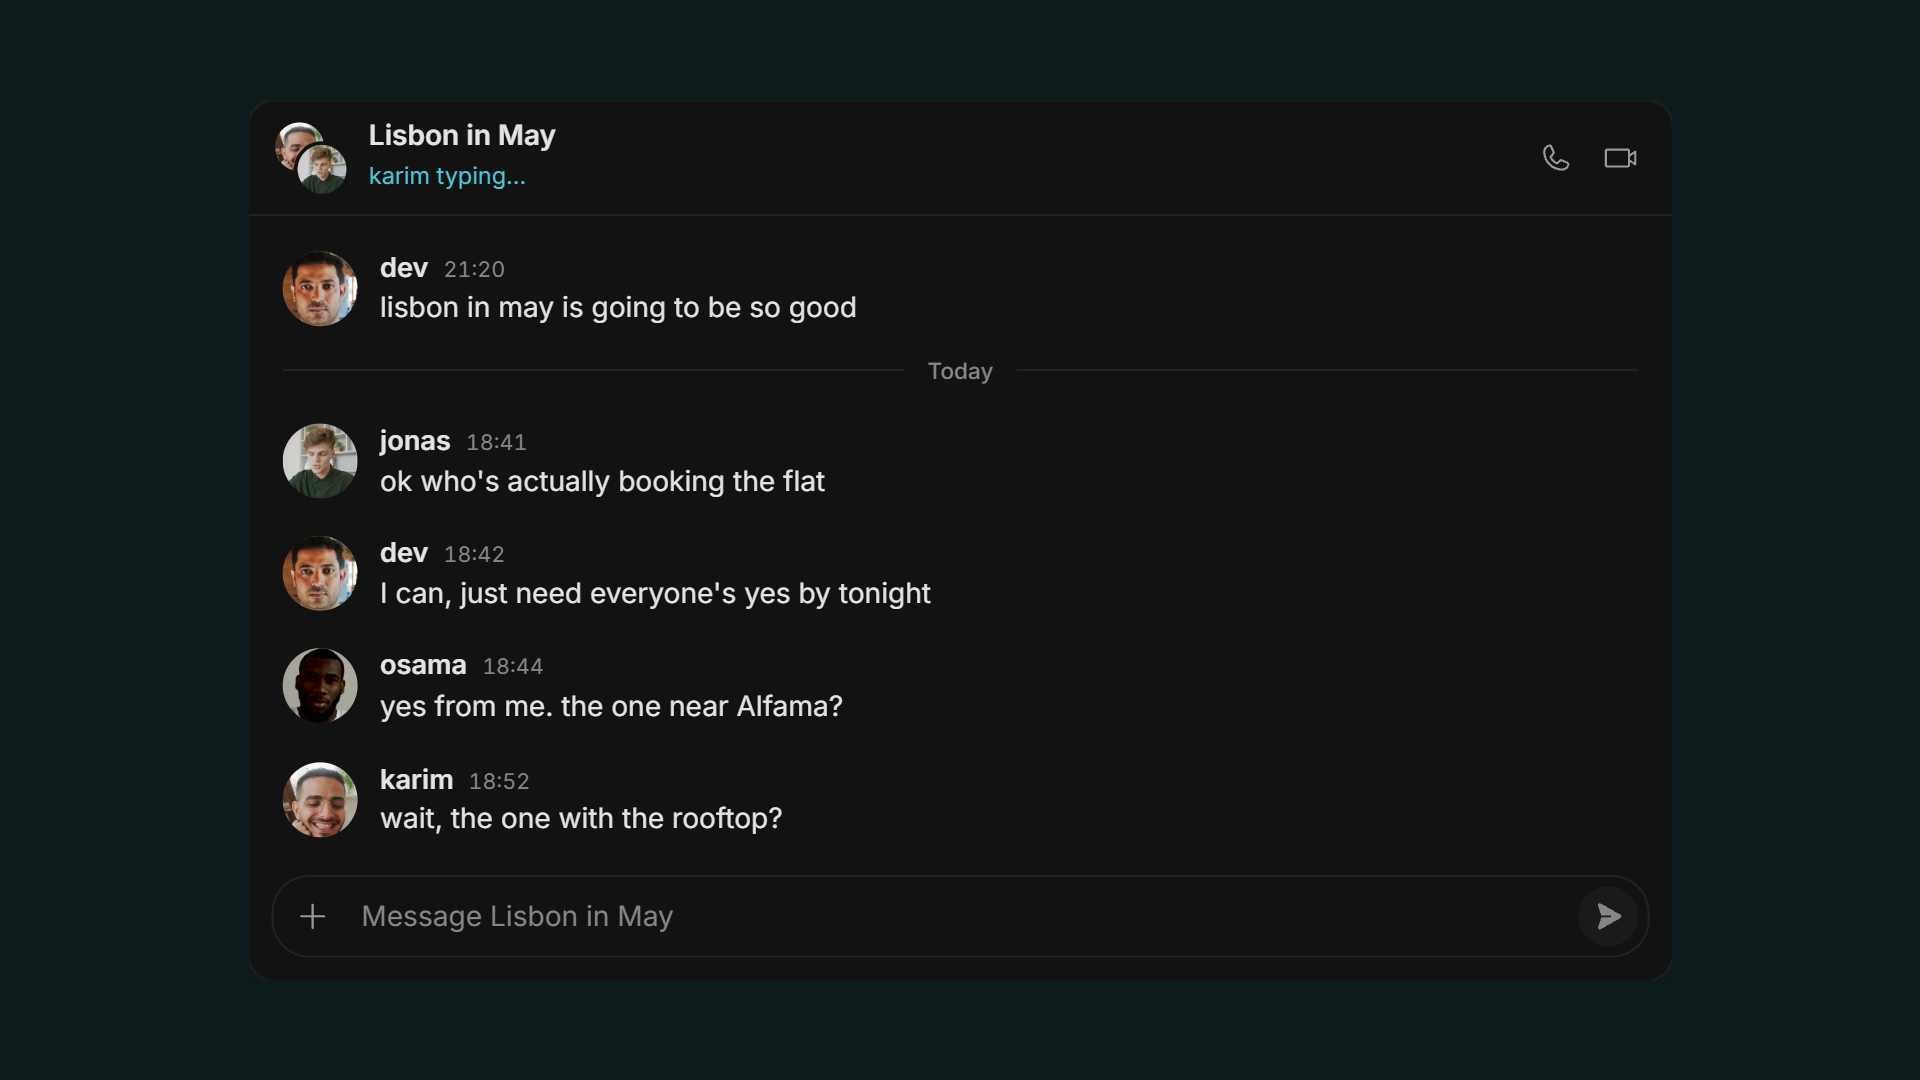 Lisbon in May
karim typing...
dev 21:20
lisbon in may is going to be so good
Today
jonas 18:41
ok who's actually booking the flat
dev 18:42
I can, just need everyone's yes by tonight
osama 18:44
yes from me. the one near Alfama?
karim 18:52
wait, the one with the rooftop?
Message Lisbon in May